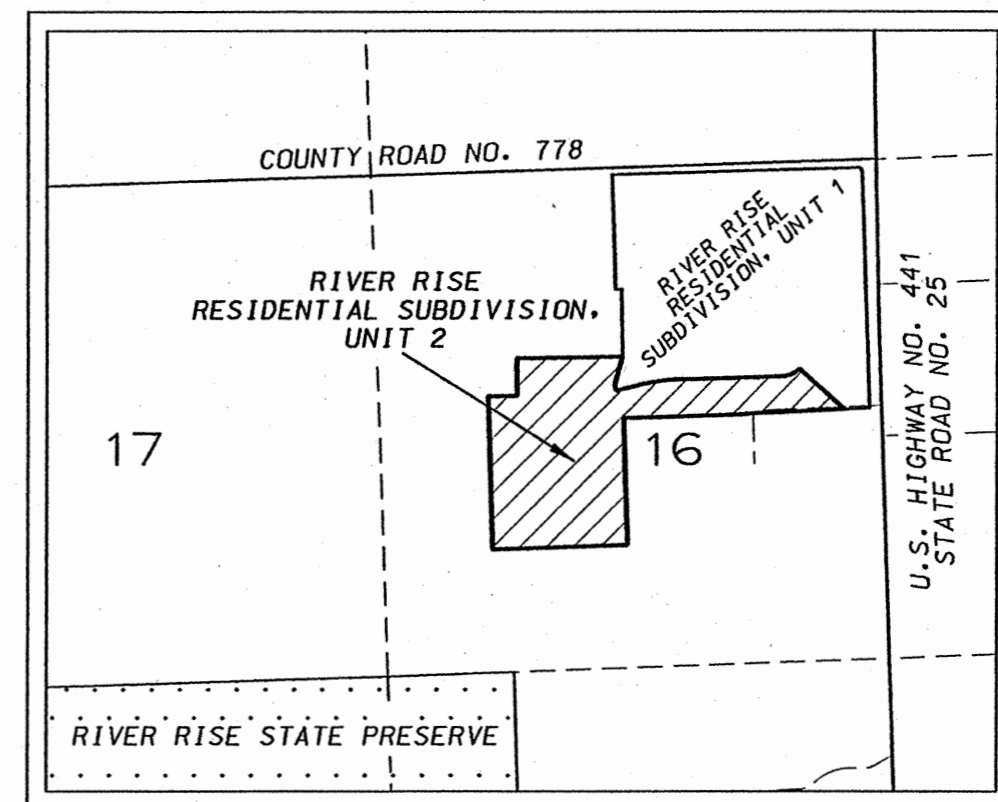 COUNTY ROAD NO. 778
RIVER RISE
RESIDENTIAL
SUBDIVISION, UNIT 1
RIVER RISE
RESIDENTIAL SUBDIVISION,
UNIT 2
U.S. HIGHWAY NO. 441
STATE ROAD NO. 25
17
16
RIVER RISE STATE PRESERVE